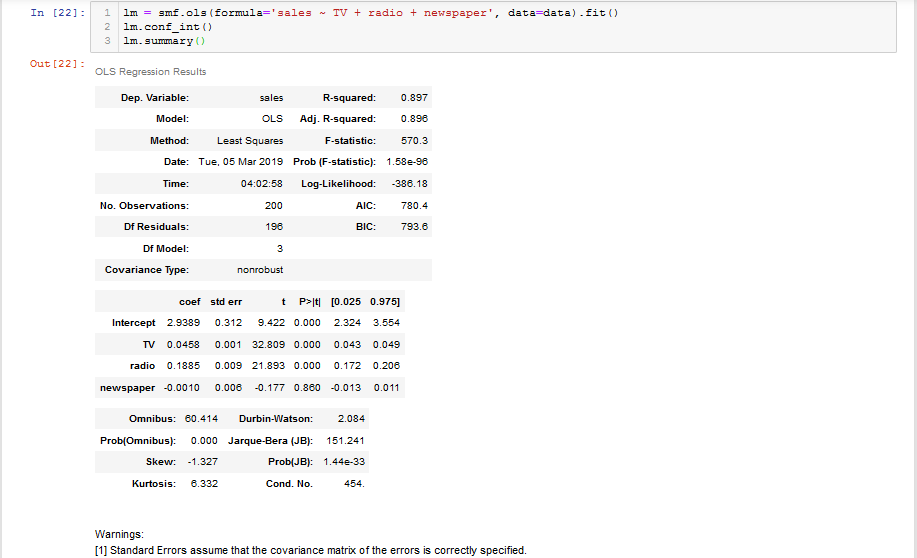 In [22]: 1 lm = smf.ols(formula='sales ~ TV + radio + newspaper', data=data).fit()
2 lm.conf_int()
3 lm.summary()
Out[22]:
OLS Regression Results
Dep. Variable: sales R-squared: 0.897
Model: OLS Adj. R-squared: 0.896
Method: Least Squares F-statistic: 570.3
Date: Tue, 05 Mar 2019 Prob (F-statistic): 1.58e-96
Time: 04:02:58 Log-Likelihood: -386.18
No. Observations: 200 AIC: 780.4
Df Residuals: 196 BIC: 793.6
Df Model: 3
Covariance Type: nonrobust
coef std err t P>|t| [0.025 0.975]
Intercept 2.9389 0.312 9.422 0.000 2.324 3.554
TV 0.0458 0.001 32.809 0.000 0.043 0.049
radio 0.1885 0.009 21.893 0.000 0.172 0.206
newspaper -0.0010 0.006 -0.177 0.860 -0.013 0.011
Omnibus: 60.414 Durbin-Watson: 2.084
Prob(Omnibus): 0.000 Jarque-Bera (JB): 151.241
Skew: -1.327 Prob(JB): 1.44e-33
Kurtosis: 6.332 Cond. No. 454.
Warnings:
[1] Standard Errors assume that the covariance matrix of the errors is correctly specified.